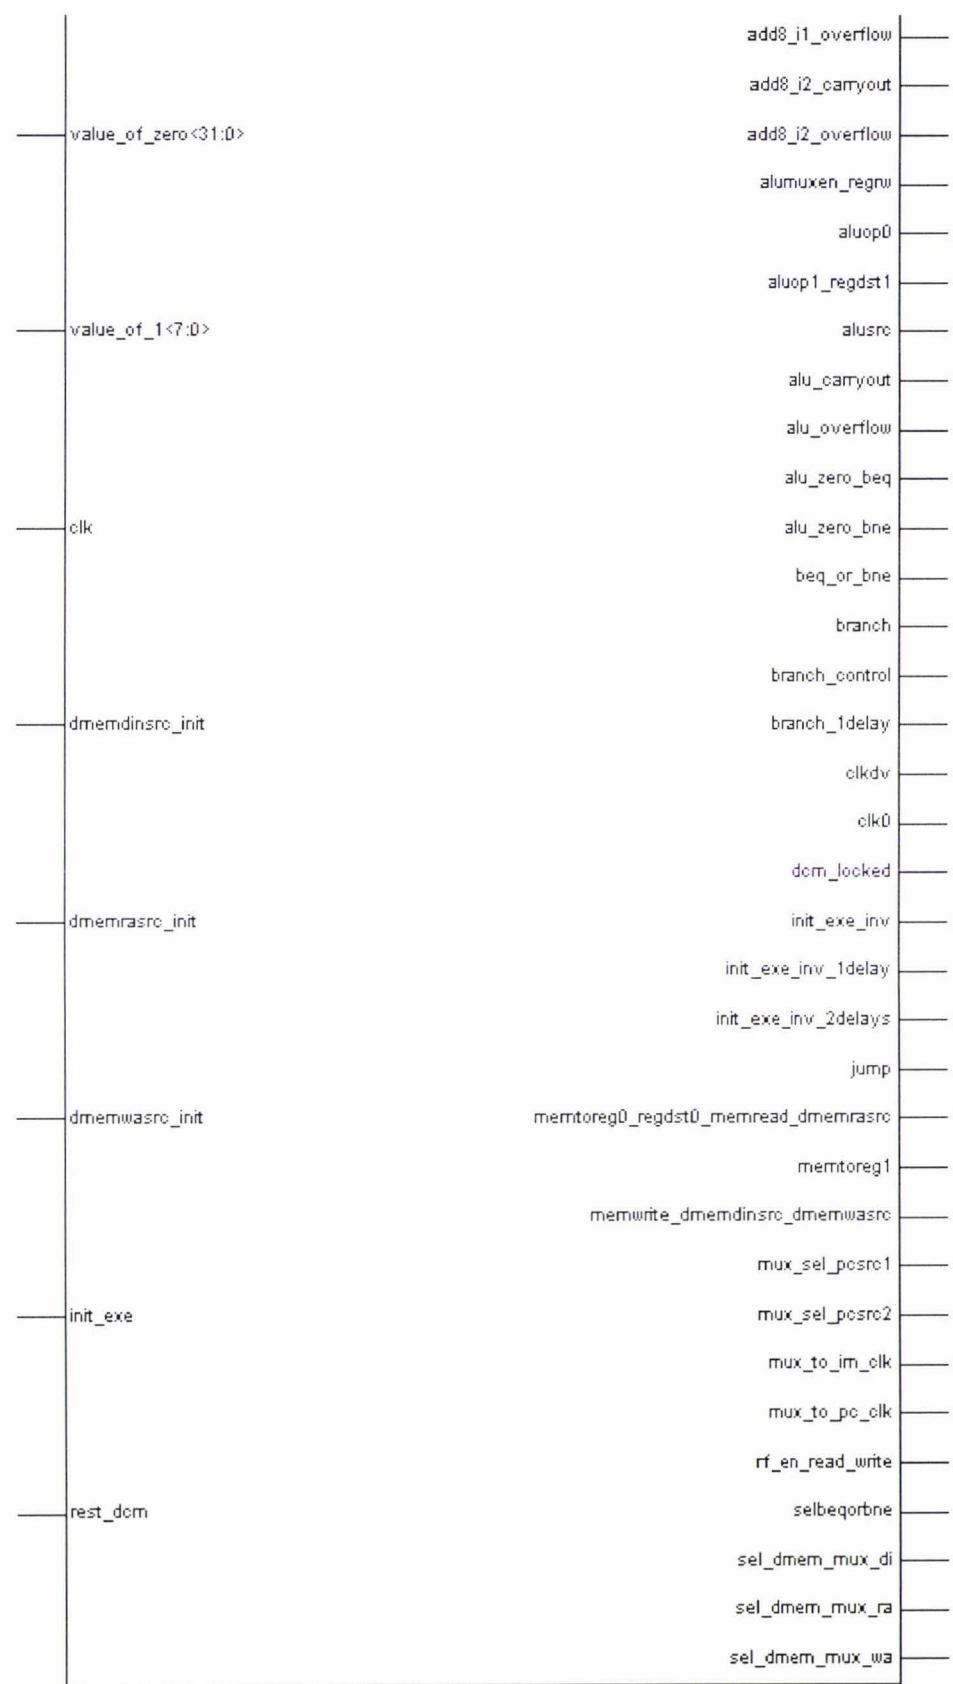 add8_i1_overflow
add8_i2_carryout
value_of_zero<31:0>
add8_i2_overflow
alumuxen_regrw
aluop0
aluop1_regdst1
value_of_1<7:0>
alusrc
alu_carryout
alu_overflow
alu_zero_beq
clk
alu_zero_bne
beq_or_bne
branch
branch_control
dmemdinsrc_init
branch_1delay
clkdv
clk0
dcm_locked
dmemrasrc_init
init_exe_inv
init_exe_inv_1delay
init_exe_inv_2delays
jump
dmemwasrc_init
memtoreg0_regdst0_memread_dmemrasrc
memtoreg1
memwrite_dmemdinsrc_dmemwasrc
mux_sel_pcsrc1
init_exe
mux_sel_pcsrc2
mux_to_im_clk
mux_to_pc_clk
rf_en_read_write
rest_dcm
selbeqorbne
sel_dmem_mux_di
sel_dmem_mux_ra
sel_dmem_mux_wa